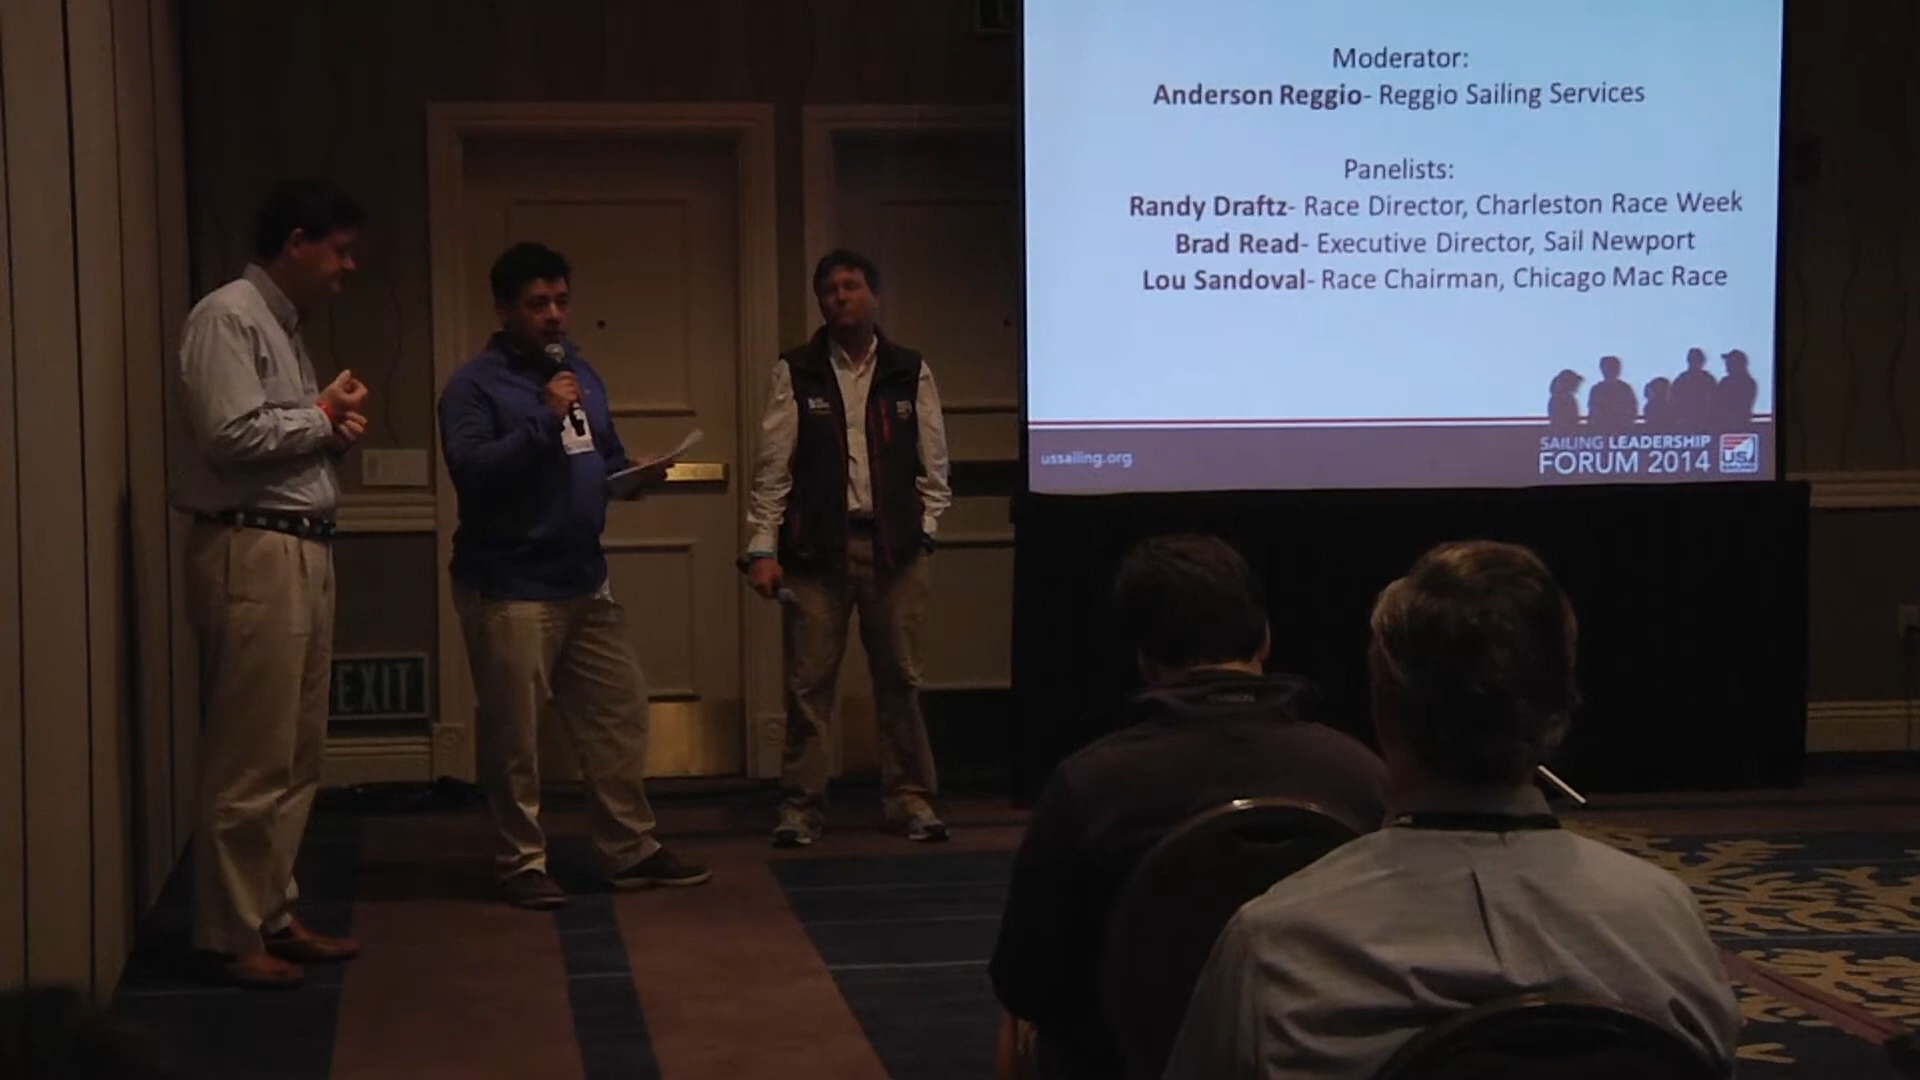 Moderator:
Anderson Reggio- Reggio Sailing Services
Panelists:
Randy Draftz- Race Director, Charleston Race Week
Brad Read- Executive Director, Sail Newport
Lou Sandoval- Race Chairman, Chicago Mac Race
ussailing.org
SAILING LEADERSHIP
FORUM 2014
US
EXIT